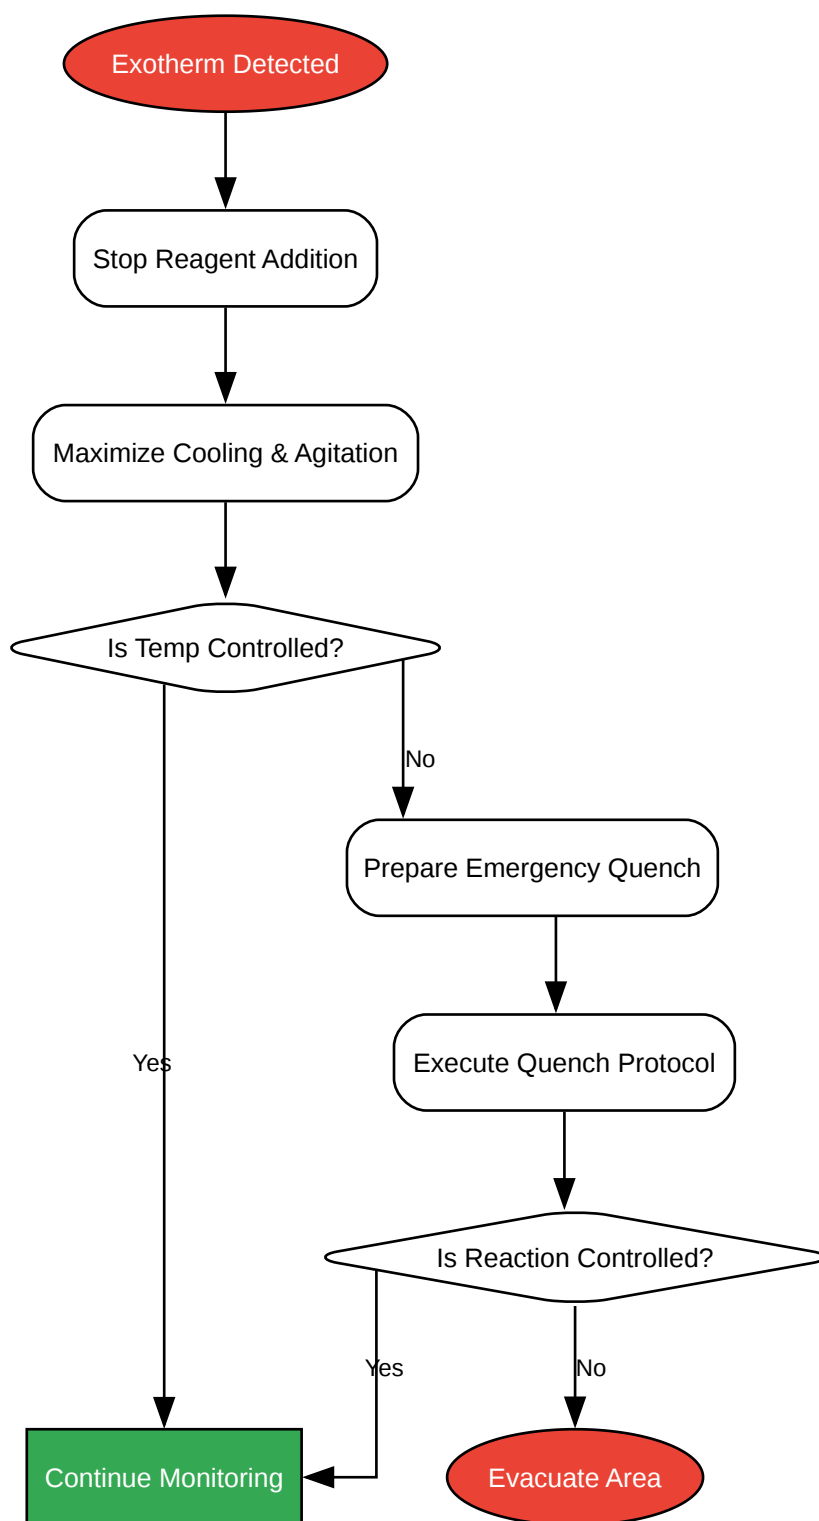 Exotherm Detected
Stop Reagent Addition
Maximize Cooling & Agitation
Is Temp Controlled?
No
Prepare Emergency Quench
Yes
Execute Quench Protocol
Is Reaction Controlled?
Yes
No
Continue Monitoring
Evacuate Area